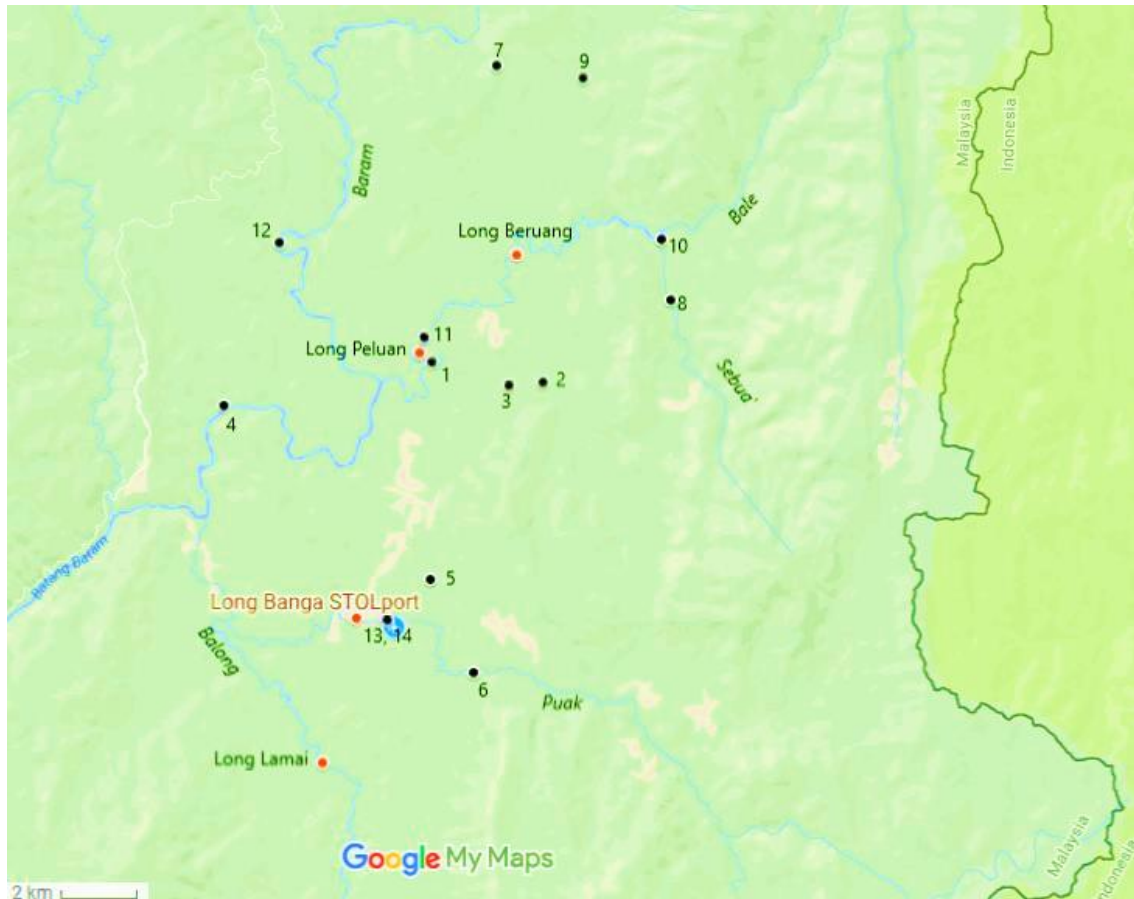 7
9
Baram
Malaysia
Indonesia
Bale
12
Long Beruang
10
8
11
Long Peluan
1
Sebua'
2
3
4
Batang Baram
5
Long Banga STOLport
13, 14
Balong
6
Puak
Long Lamai
Malaysia
Indonesia
Google My Maps
2 km